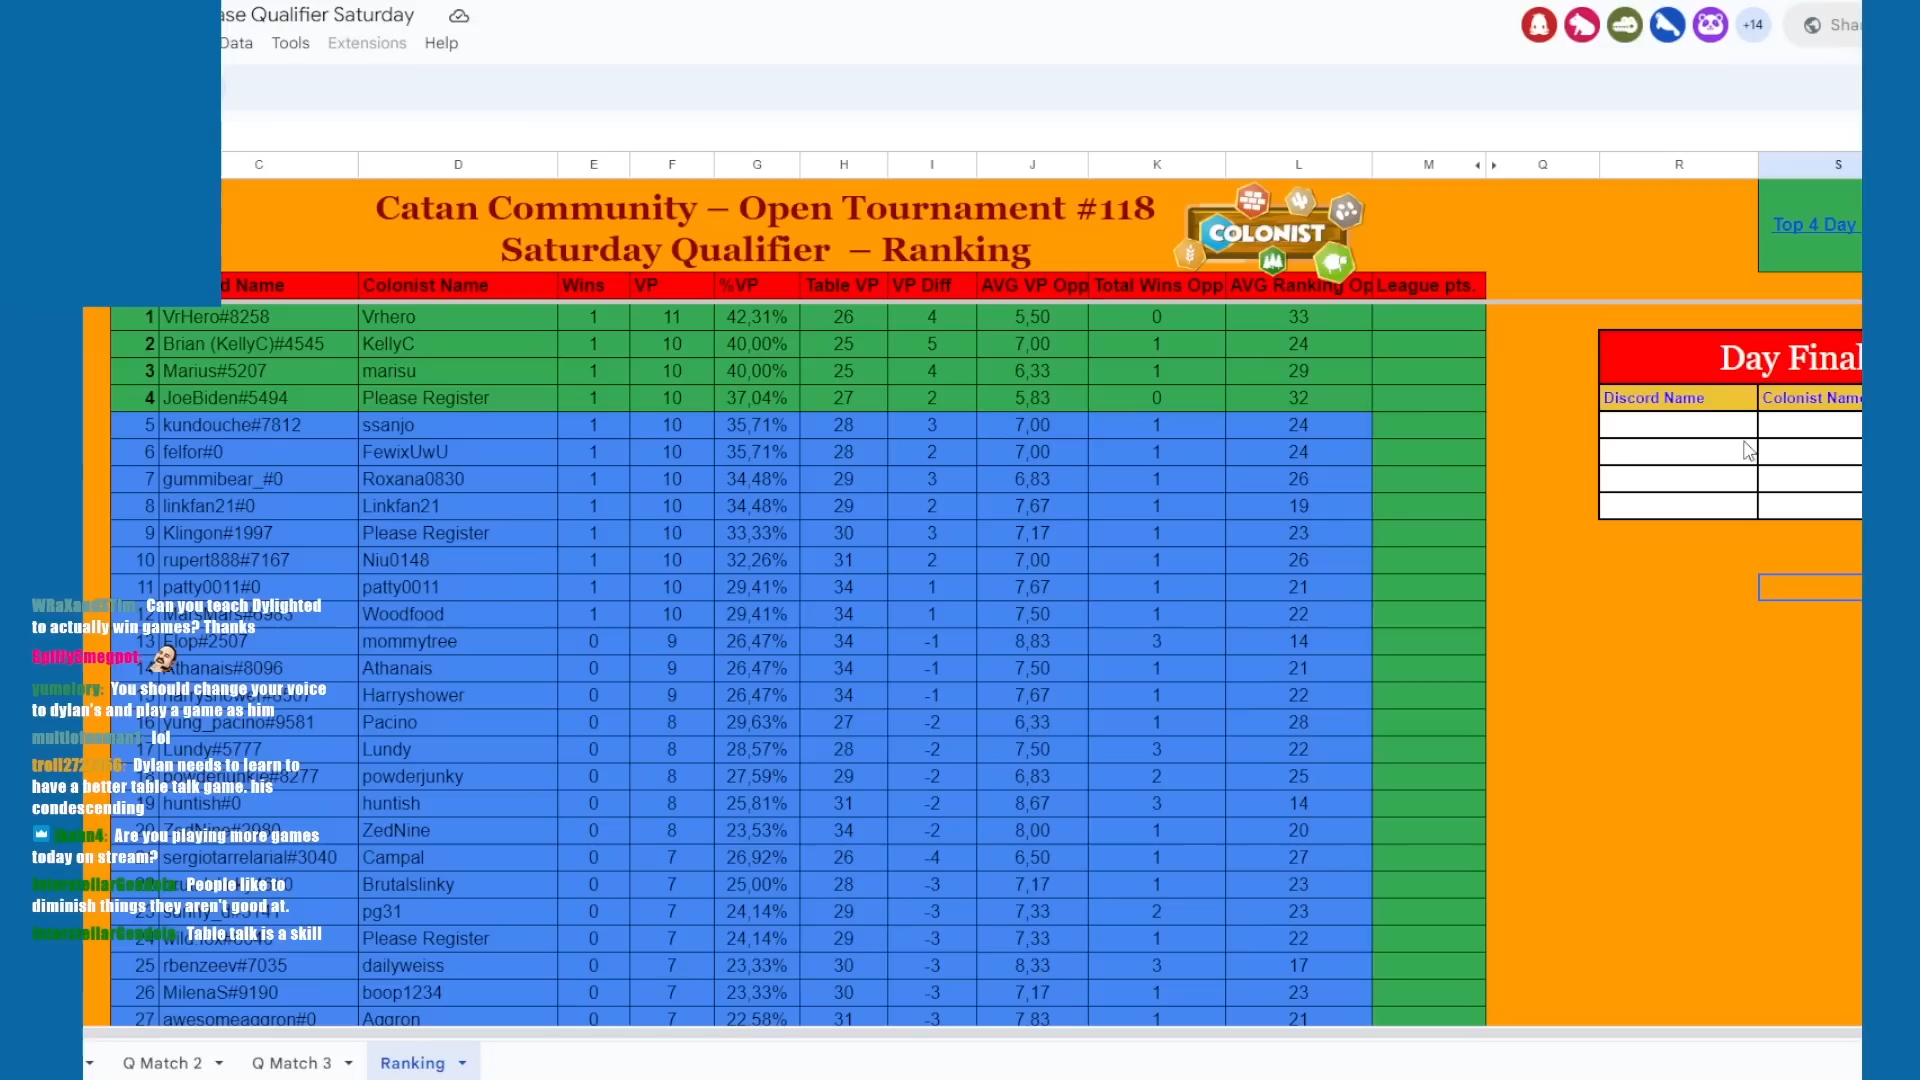 ase Qualifier Saturday
Data Tools Extensions Help
+14
Sha
C D E F G H I J K L M Q R S
Catan Community – Open Tournament #118
Saturday Qualifier – Ranking
COLONIST
Top 4 Day
d Name Colonist Name Wins VP %VP Table VP VP Diff AVG VP Opp Total Wins Opp AVG Ranking Op League pts.
1 VrHero#8258 Vrhero 1 11 42,31% 26 4 5,50 0 33
2 Brian (KellyC)#4545 KellyC 1 10 40,00% 25 5 7,00 1 24
3 Marius#5207 marisu 1 10 40,00% 25 4 6,33 1 29
4 JoeBiden#5494 Please Register 1 10 37,04% 27 2 5,83 0 32
5 kundouche#7812 ssanjo 1 10 35,71% 28 3 7,00 1 24
6 felfor#0 FewixUwU 1 10 35,71% 28 2 7,00 1 24
7 gummibear_#0 Roxana0830 1 10 34,48% 29 3 6,83 1 26
8 linkfan21#0 Linkfan21 1 10 34,48% 29 2 7,67 1 19
9 Klingon#1997 Please Register 1 10 33,33% 30 3 7,17 1 23
10 rupert888#7167 Niu0148 1 10 32,26% 31 2 7,00 1 26
11 patty0011#0 patty0011 1 10 29,41% 34 1 7,67 1 21
Woodfood 1 10 29,41% 34 1 7,50 1 22
mommytree 0 9 26,47% 34 -1 8,83 3 14
Athanais#8096 Athanais 0 9 26,47% 34 -1 7,50 1 21
Harryshower 0 9 26,47% 34 -1 7,67 1 22
16 yung_pacino#9581 Pacino 0 8 29,63% 27 -2 6,33 1 28
17 Lundy#5777 Lundy 0 8 28,57% 28 -2 7,50 3 22
powderjunky 0 8 27,59% 29 -2 6,83 2 25
19 huntish#0 huntish 0 8 25,81% 31 -2 8,67 3 14
ZedNine 0 8 23,53% 34 -2 8,00 1 20
sergiotarrelarial#3040 Campal 0 7 26,92% 26 -4 6,50 1 27
Brutalslinky 0 7 25,00% 28 -3 7,17 1 23
pg31 0 7 24,14% 29 -3 7,33 2 23
Please Register 0 7 24,14% 29 -3 7,33 1 22
25 rbenzeev#7035 dailyweiss 0 7 23,33% 30 -3 8,33 3 17
26 MilenaS#9190 boop1234 0 7 23,33% 30 -3 7,17 1 23
27 awesomeaggron#0 Aggron 0 7 22,58% 31 -3 7,83 1 21
Day Final
Discord Name Colonist Name
Can you teach Dylighted
to actually win games? Thanks
SpiffySmegpot:
yumelory: You should change your voice
to dylan's and play a game as him
lol
Dylan needs to learn to
have a better table talk game. his
condescending
Are you playing more games
today on stream?
People like to
diminish things they aren't good at.
Table talk is a skill
Q Match 2 Q Match 3 Ranking